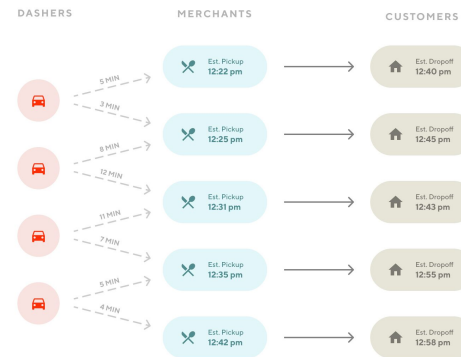 DASHERS
MERCHANTS
CUSTOMERS
Est. Pickup
12:22 pm
Est. Dropoff
12:40 pm
5 MIN
3 MIN
Est. Pickup
12:25 pm
Est. Dropoff
12:45 pm
8 MIN
12 MIN
Est. Pickup
12:31 pm
Est. Dropoff
12:43 pm
11 MIN
7 MIN
Est. Pickup
12:35 pm
Est. Dropoff
12:55 pm
5 MIN
4 MIN
Est. Pickup
12:42 pm
Est. Dropoff
12:58 pm